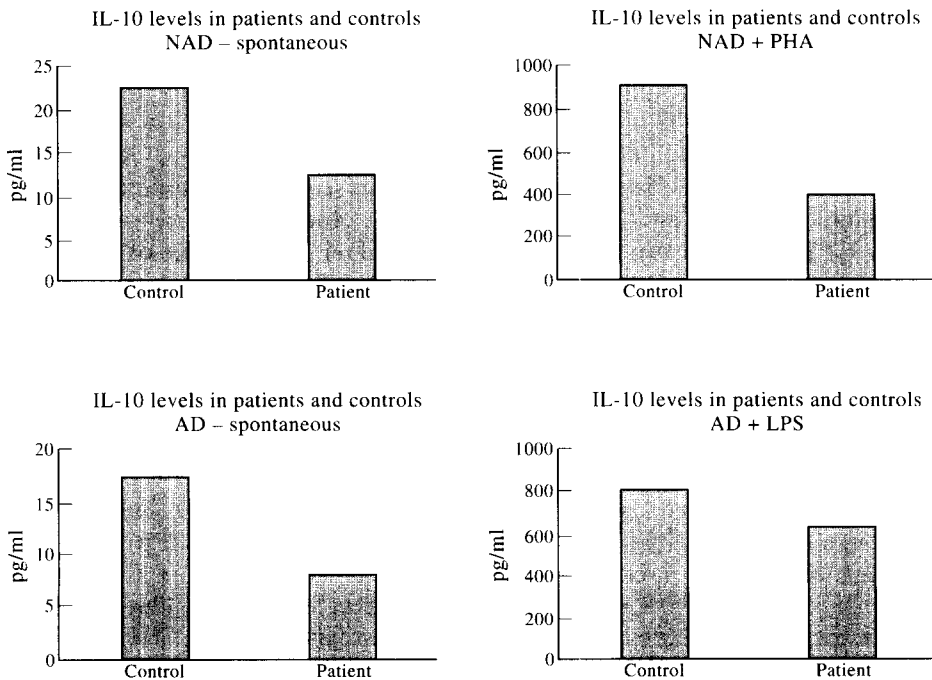 IL-10 levels in patients and controls
NAD – spontaneous
25
20
15
10
5
0
pg/ml
Control Patient
IL-10 levels in patients and controls
NAD + PHA
1000
800
600
400
200
0
pg/ml
Control Patient
IL-10 levels in patients and controls
AD – spontaneous
20
15
10
5
0
pg/ml
Control Patient
IL-10 levels in patients and controls
AD + LPS
1000
800
600
400
200
0
pg/ml
Control Patient